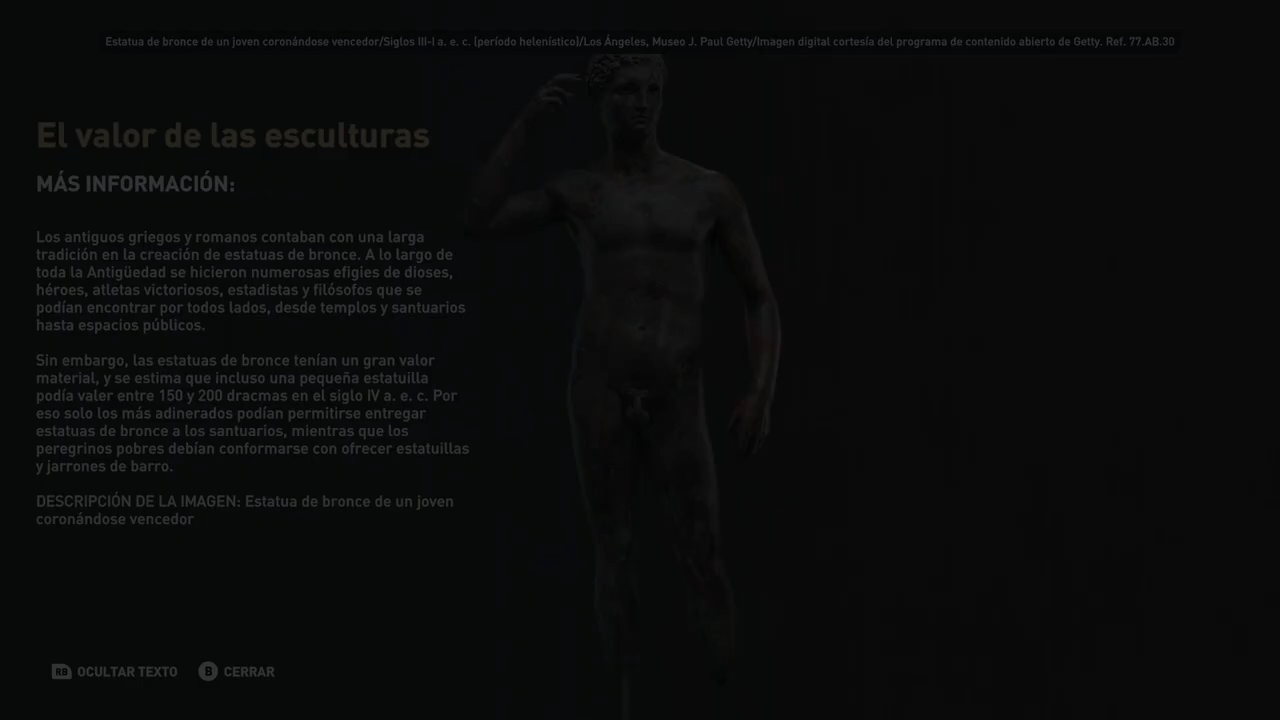 Estatua de bronce de un joven coronándose vencedor/Siglos III-I a. e. c. (período helenístico)/Los Ángeles, Museo J. Paul Getty/Imagen digital cortesía del programa de contenido abierto de Getty. Ref. 77.AB.30
El valor de las esculturas
MÁS INFORMACIÓN:
Los antiguos griegos y romanos contaban con una larga
tradición en la creación de estatuas de bronce. A lo largo de
toda la Antigüedad se hicieron numerosas efigies de dioses,
héroes, atletas victoriosos, estadistas y filósofos que se
podían encontrar por todos lados, desde templos y santuarios
hasta espacios públicos.
Sin embargo, las estatuas de bronce tenían un gran valor
material, y se estima que incluso una pequeña estatuilla
podía valer entre 150 y 200 dracmas en el siglo IV a. e. c. Por
eso solo los más adinerados podían permitirse entregar
estatuas de bronce a los santuarios, mientras que los
peregrinos pobres debían conformarse con ofrecer estatuillas
y jarrones de barro.
DESCRIPCIÓN DE LA IMAGEN: Estatua de bronce de un joven
coronándose vencedor
RB OCULTAR TEXTO B CERRAR